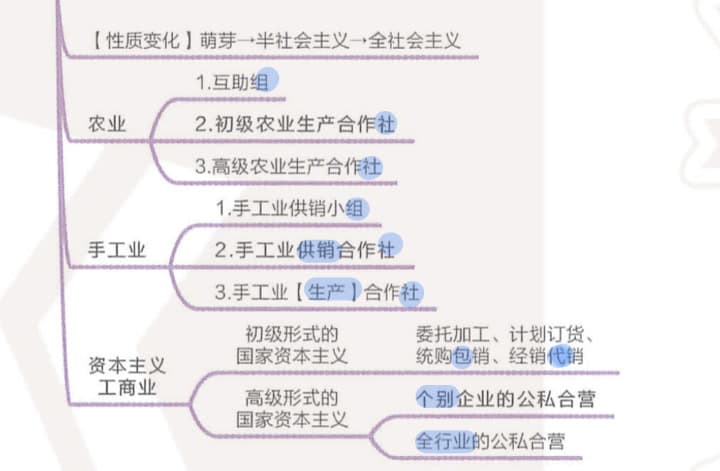 【性质变化】萌芽→半社会主义→全社会主义
农业
1.互助组
2.初级农业生产合作社
3.高级农业生产合作社
手工业
1.手工业供销小组
2.手工业供销合作社
3.手工业【生产】合作社
资本主义
工商业
初级形式的
国家资本主义
委托加工、计划订货、
统购包销、经销代销
高级形式的
国家资本主义
个别企业的公私合营
全行业的公私合营